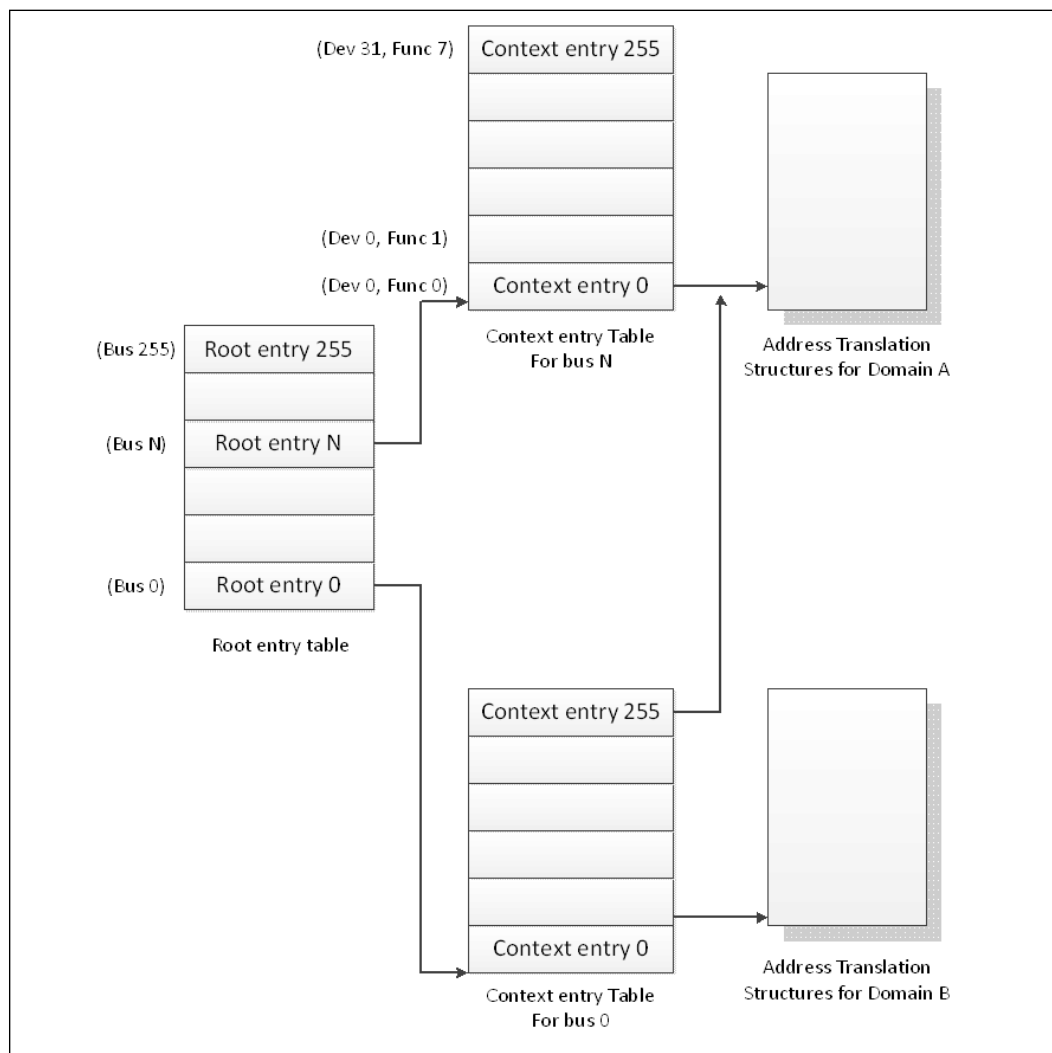 (Dev 31, Func 7)
Context entry 255
(Dev 0, Func 1)
(Dev 0, Func 0)
Context entry 0
Context entry Table
For bus N
Address Translation
Structures for Domain A
(Bus 255)
Root entry 255
(Bus N)
Root entry N
(Bus 0)
Root entry 0
Root entry table
Context entry 255
Context entry 0
Context entry Table
For bus 0
Address Translation
Structures for Domain B